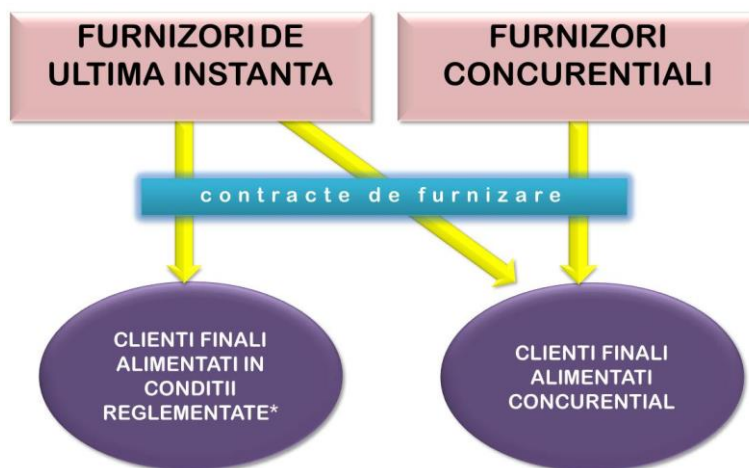 FURNIZORI DE
ULTIMA INSTANTA
FURNIZORI
CONCURENTIALI
contracte de furnizare
CLIENTI FINALI
ALIMENTATI IN
CONDITII
REGLEMENTATE*
CLIENTI FINALI
ALIMENTATI
CONCURENTIAL